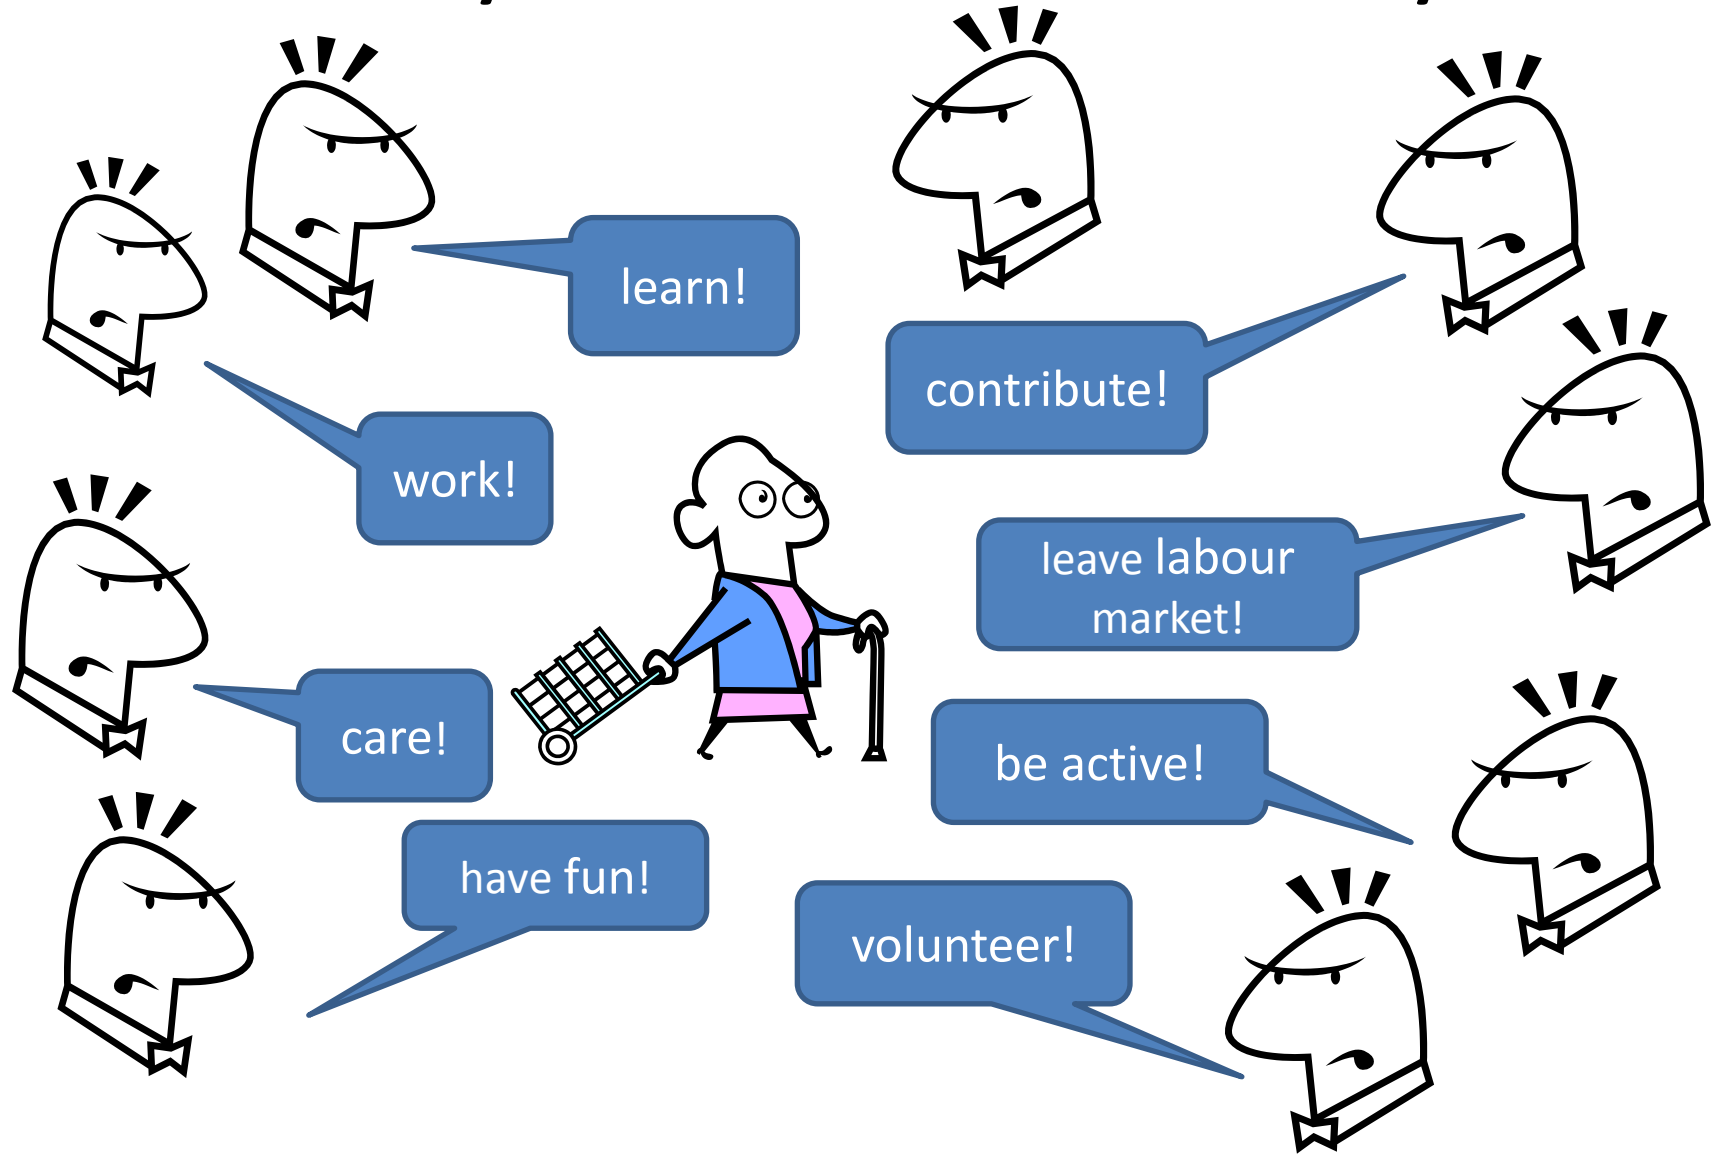 learn!
contribute!
work!
leave labour
market!
care!
be active!
have fun!
volunteer!